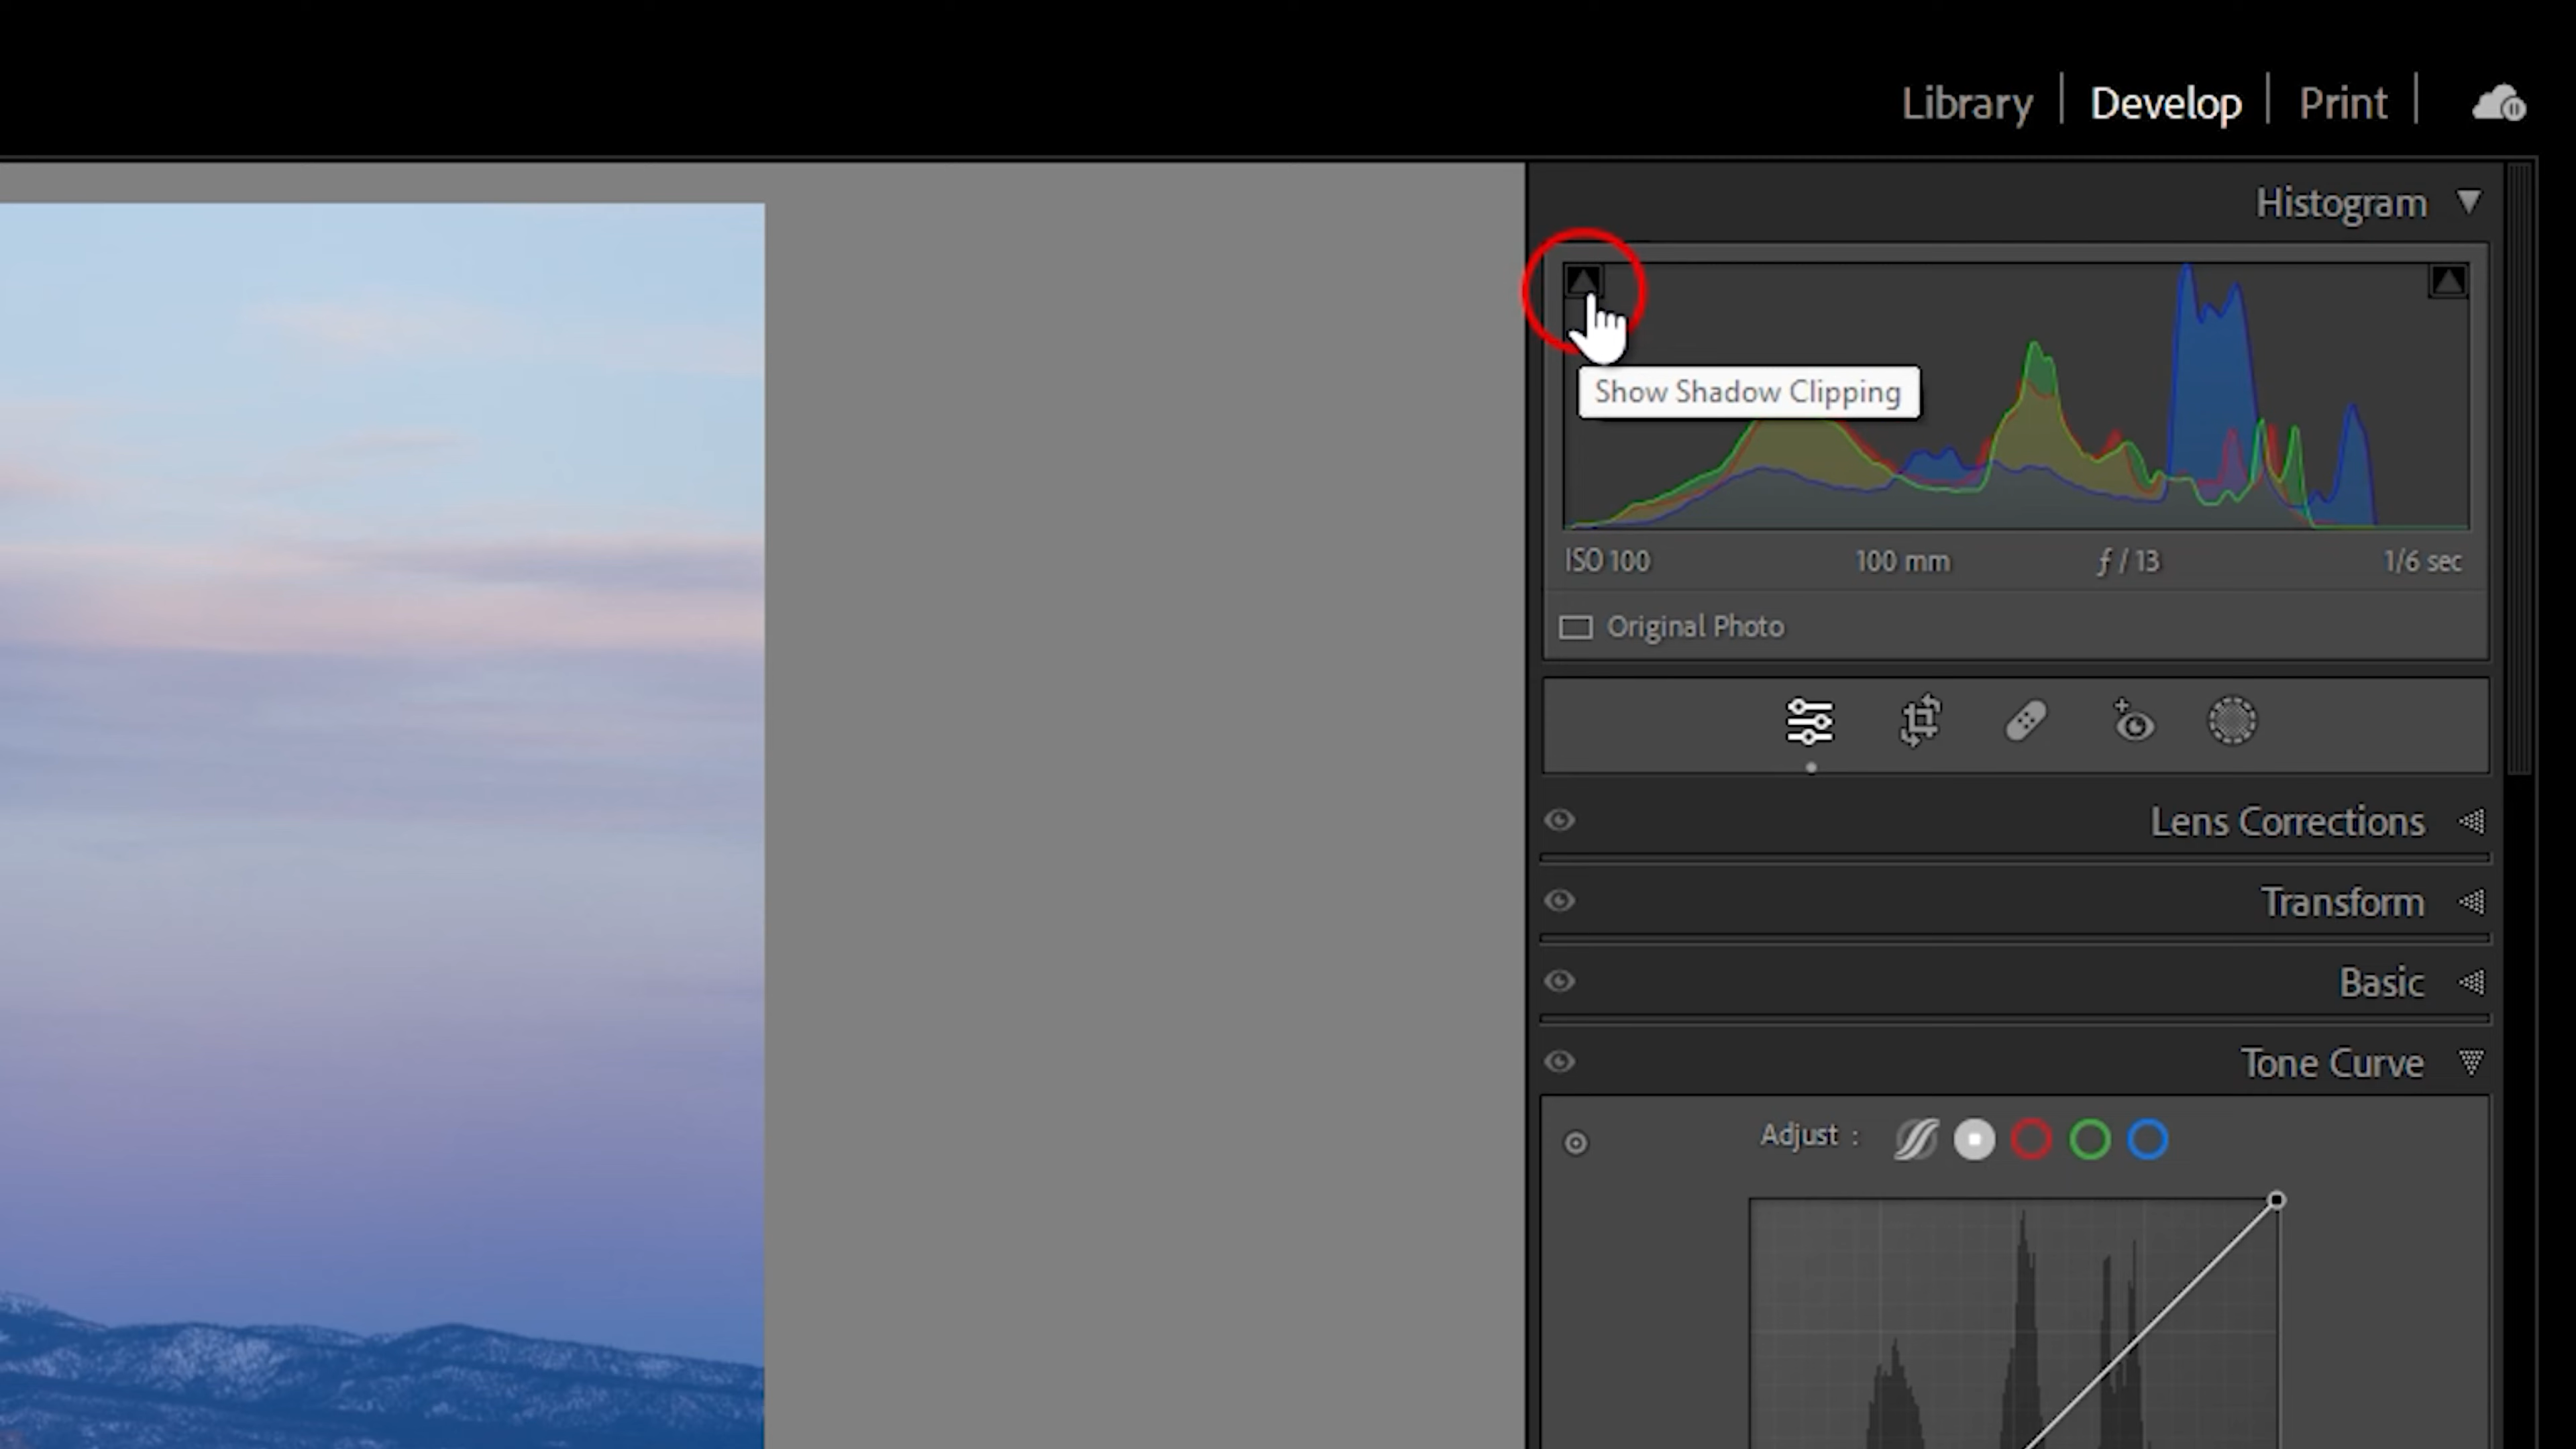 Library | Develop | Print |
Histogram
Show Shadow Clipping
ISO 100 100 mm ƒ / 13 1/6 sec
Original Photo
Lens Corrections
Transform
Basic
Tone Curve
Adjust :